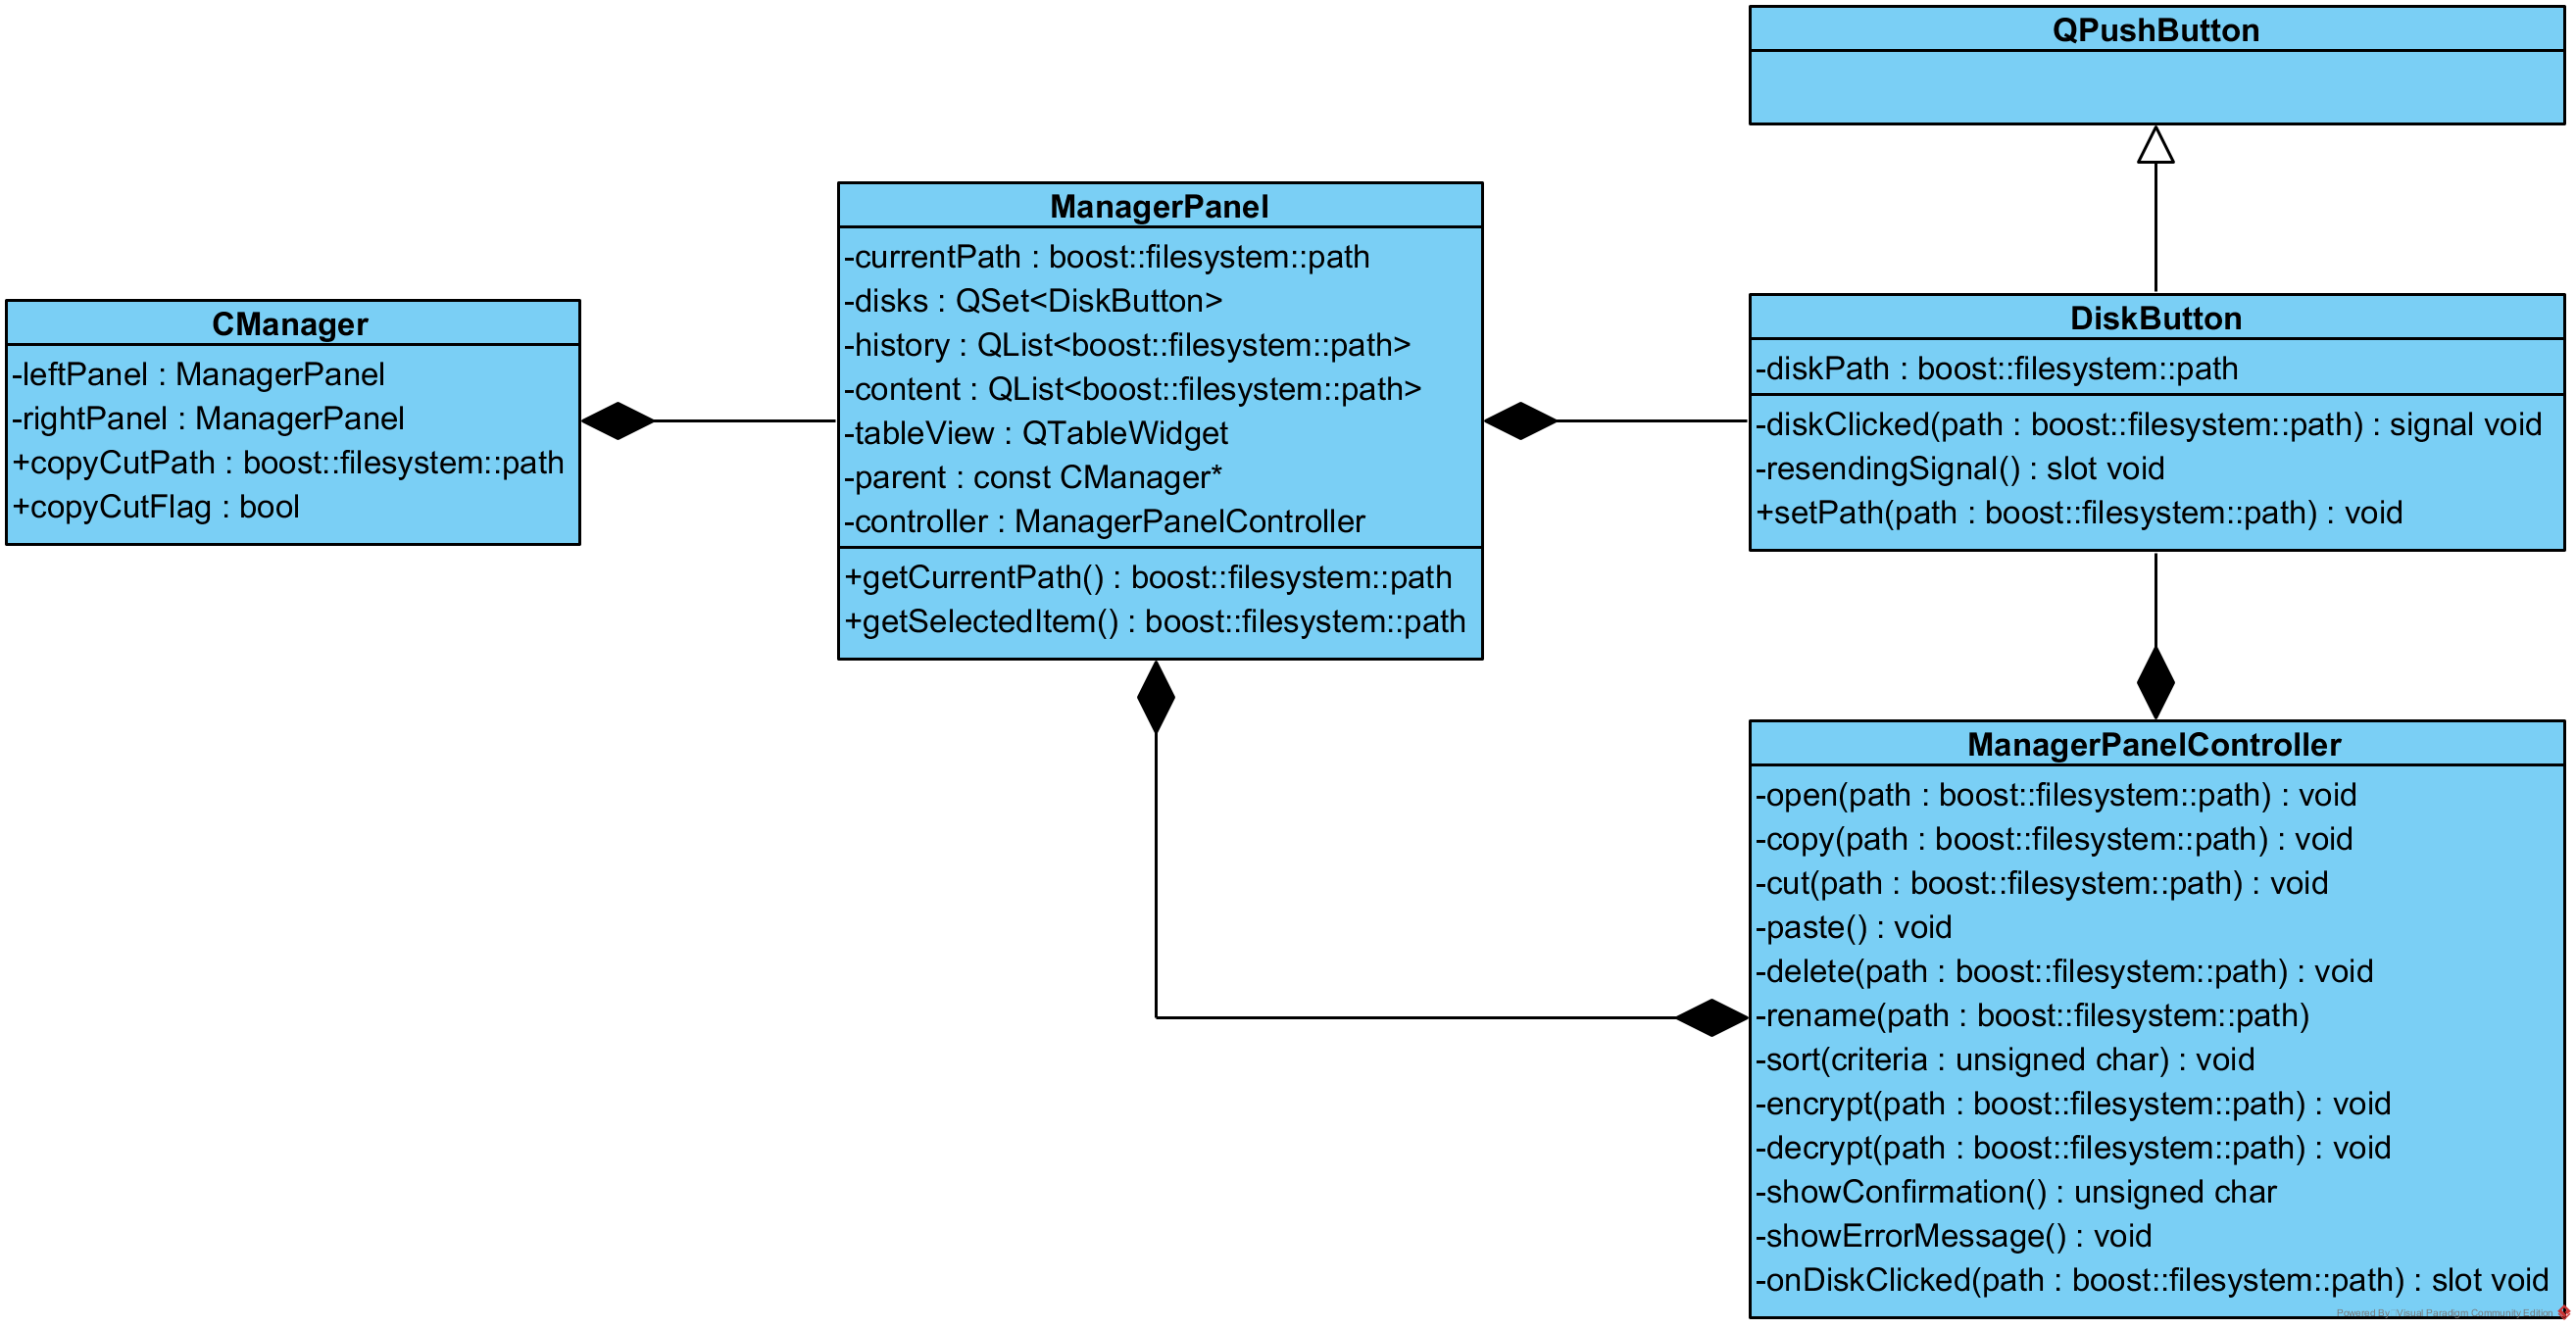 QPushButton
ManagerPanel
-currentPath : boost::filesystem::path
-disks : QSet<DiskButton>
-history : QList<boost::filesystem::path>
-content : QList<boost::filesystem::path>
-tableView : QTableWidget
-parent : const CManager*
-controller : ManagerPanelController
+getCurrentPath() : boost::filesystem::path
+getSelectedItem() : boost::filesystem::path
CManager
-leftPanel : ManagerPanel
-rightPanel : ManagerPanel
+copyCutPath : boost::filesystem::path
+copyCutFlag : bool
DiskButton
-diskPath : boost::filesystem::path
-diskClicked(path : boost::filesystem::path) : signal void
-resendingSignal() : slot void
+setPath(path : boost::filesystem::path) : void
ManagerPanelController
-open(path : boost::filesystem::path) : void
-copy(path : boost::filesystem::path) : void
-cut(path : boost::filesystem::path) : void
-paste() : void
-delete(path : boost::filesystem::path) : void
-rename(path : boost::filesystem::path)
-sort(criteria : unsigned char) : void
-encrypt(path : boost::filesystem::path) : void
-decrypt(path : boost::filesystem::path) : void
-showConfirmation() : unsigned char
-showErrorMessage() : void
-onDiskClicked(path : boost::filesystem::path) : slot void
Powered By Visual Paradigm Community Edition